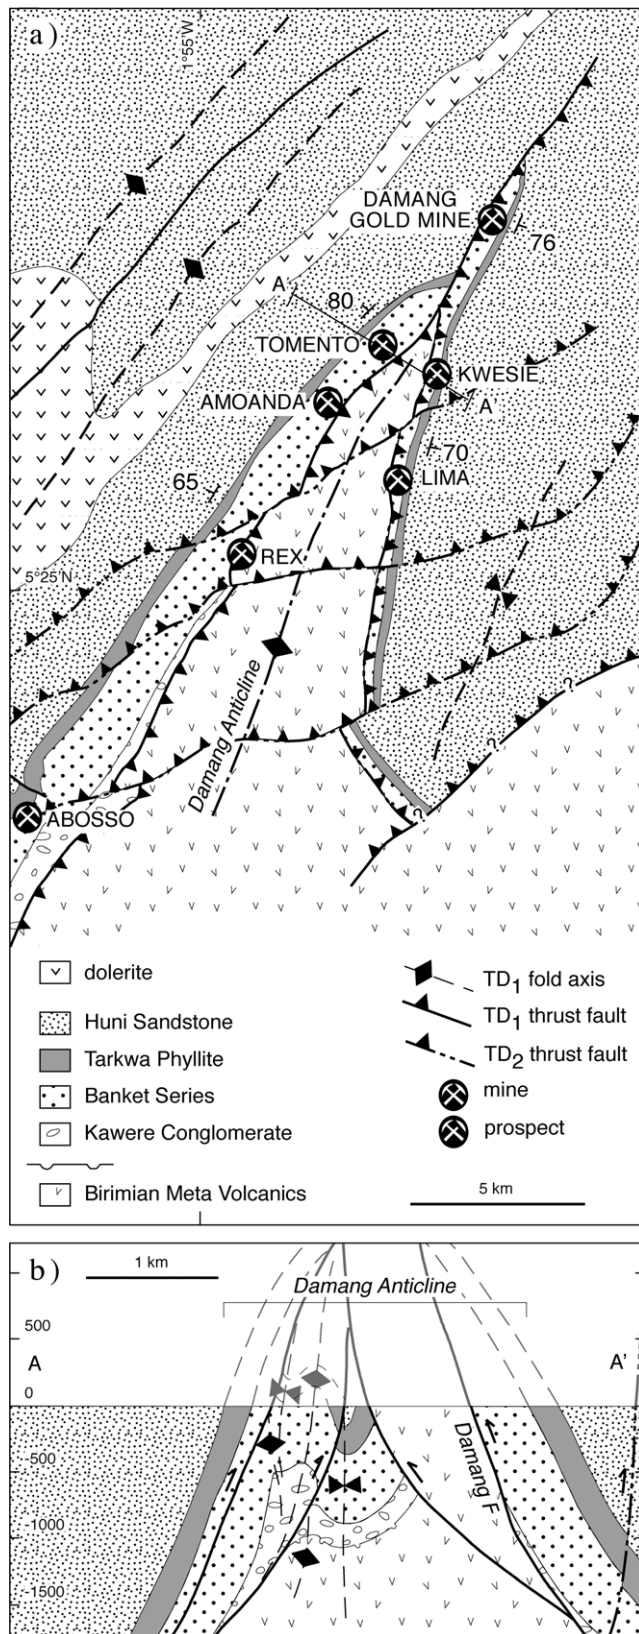 a)
1°55'W
DAMANG
GOLD MINE
76
A
80
TOMENTO
KWESIE
A
AMOANDA
70
LIMA
65
REX
5°25'N
Damang Anticline
?
?
?
?
ABOSSO
dolerite
Huni Sandstone
Tarkwa Phyllite
Banket Series
Kawere Conglomerate
Birimian Meta Volcanics
TD1 fold axis
TD1 thrust fault
TD2 thrust fault
mine
prospect
5 km
b)
1 km
Damang Anticline
500
A
A'
0
500
Damang F
1000
1500